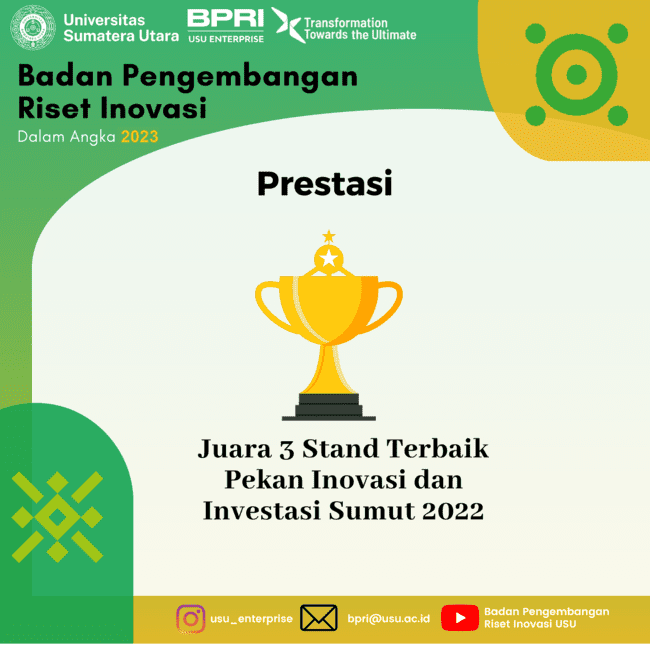 Universitas
Sumatera Utara
BPRI
USU ENTERPRISE
Transformation
Towards the Ultimate
Badan Pengembangan
Riset Inovasi
Dalam Angka 2023
Prestasi
Juara 3 Stand Terbaik
Pekan Inovasi dan
Investasi Sumut 2022
usu_enterprise
bpri@usu.ac.id
Badan Pengembangan
Riset Inovasi USU